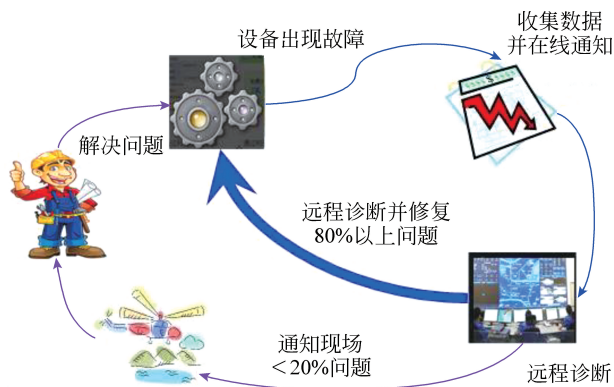 设备出现故障
收集数据
并在线通知
解决问题
远程诊断并修复
80%以上问题
通知现场
<20%问题
远程诊断